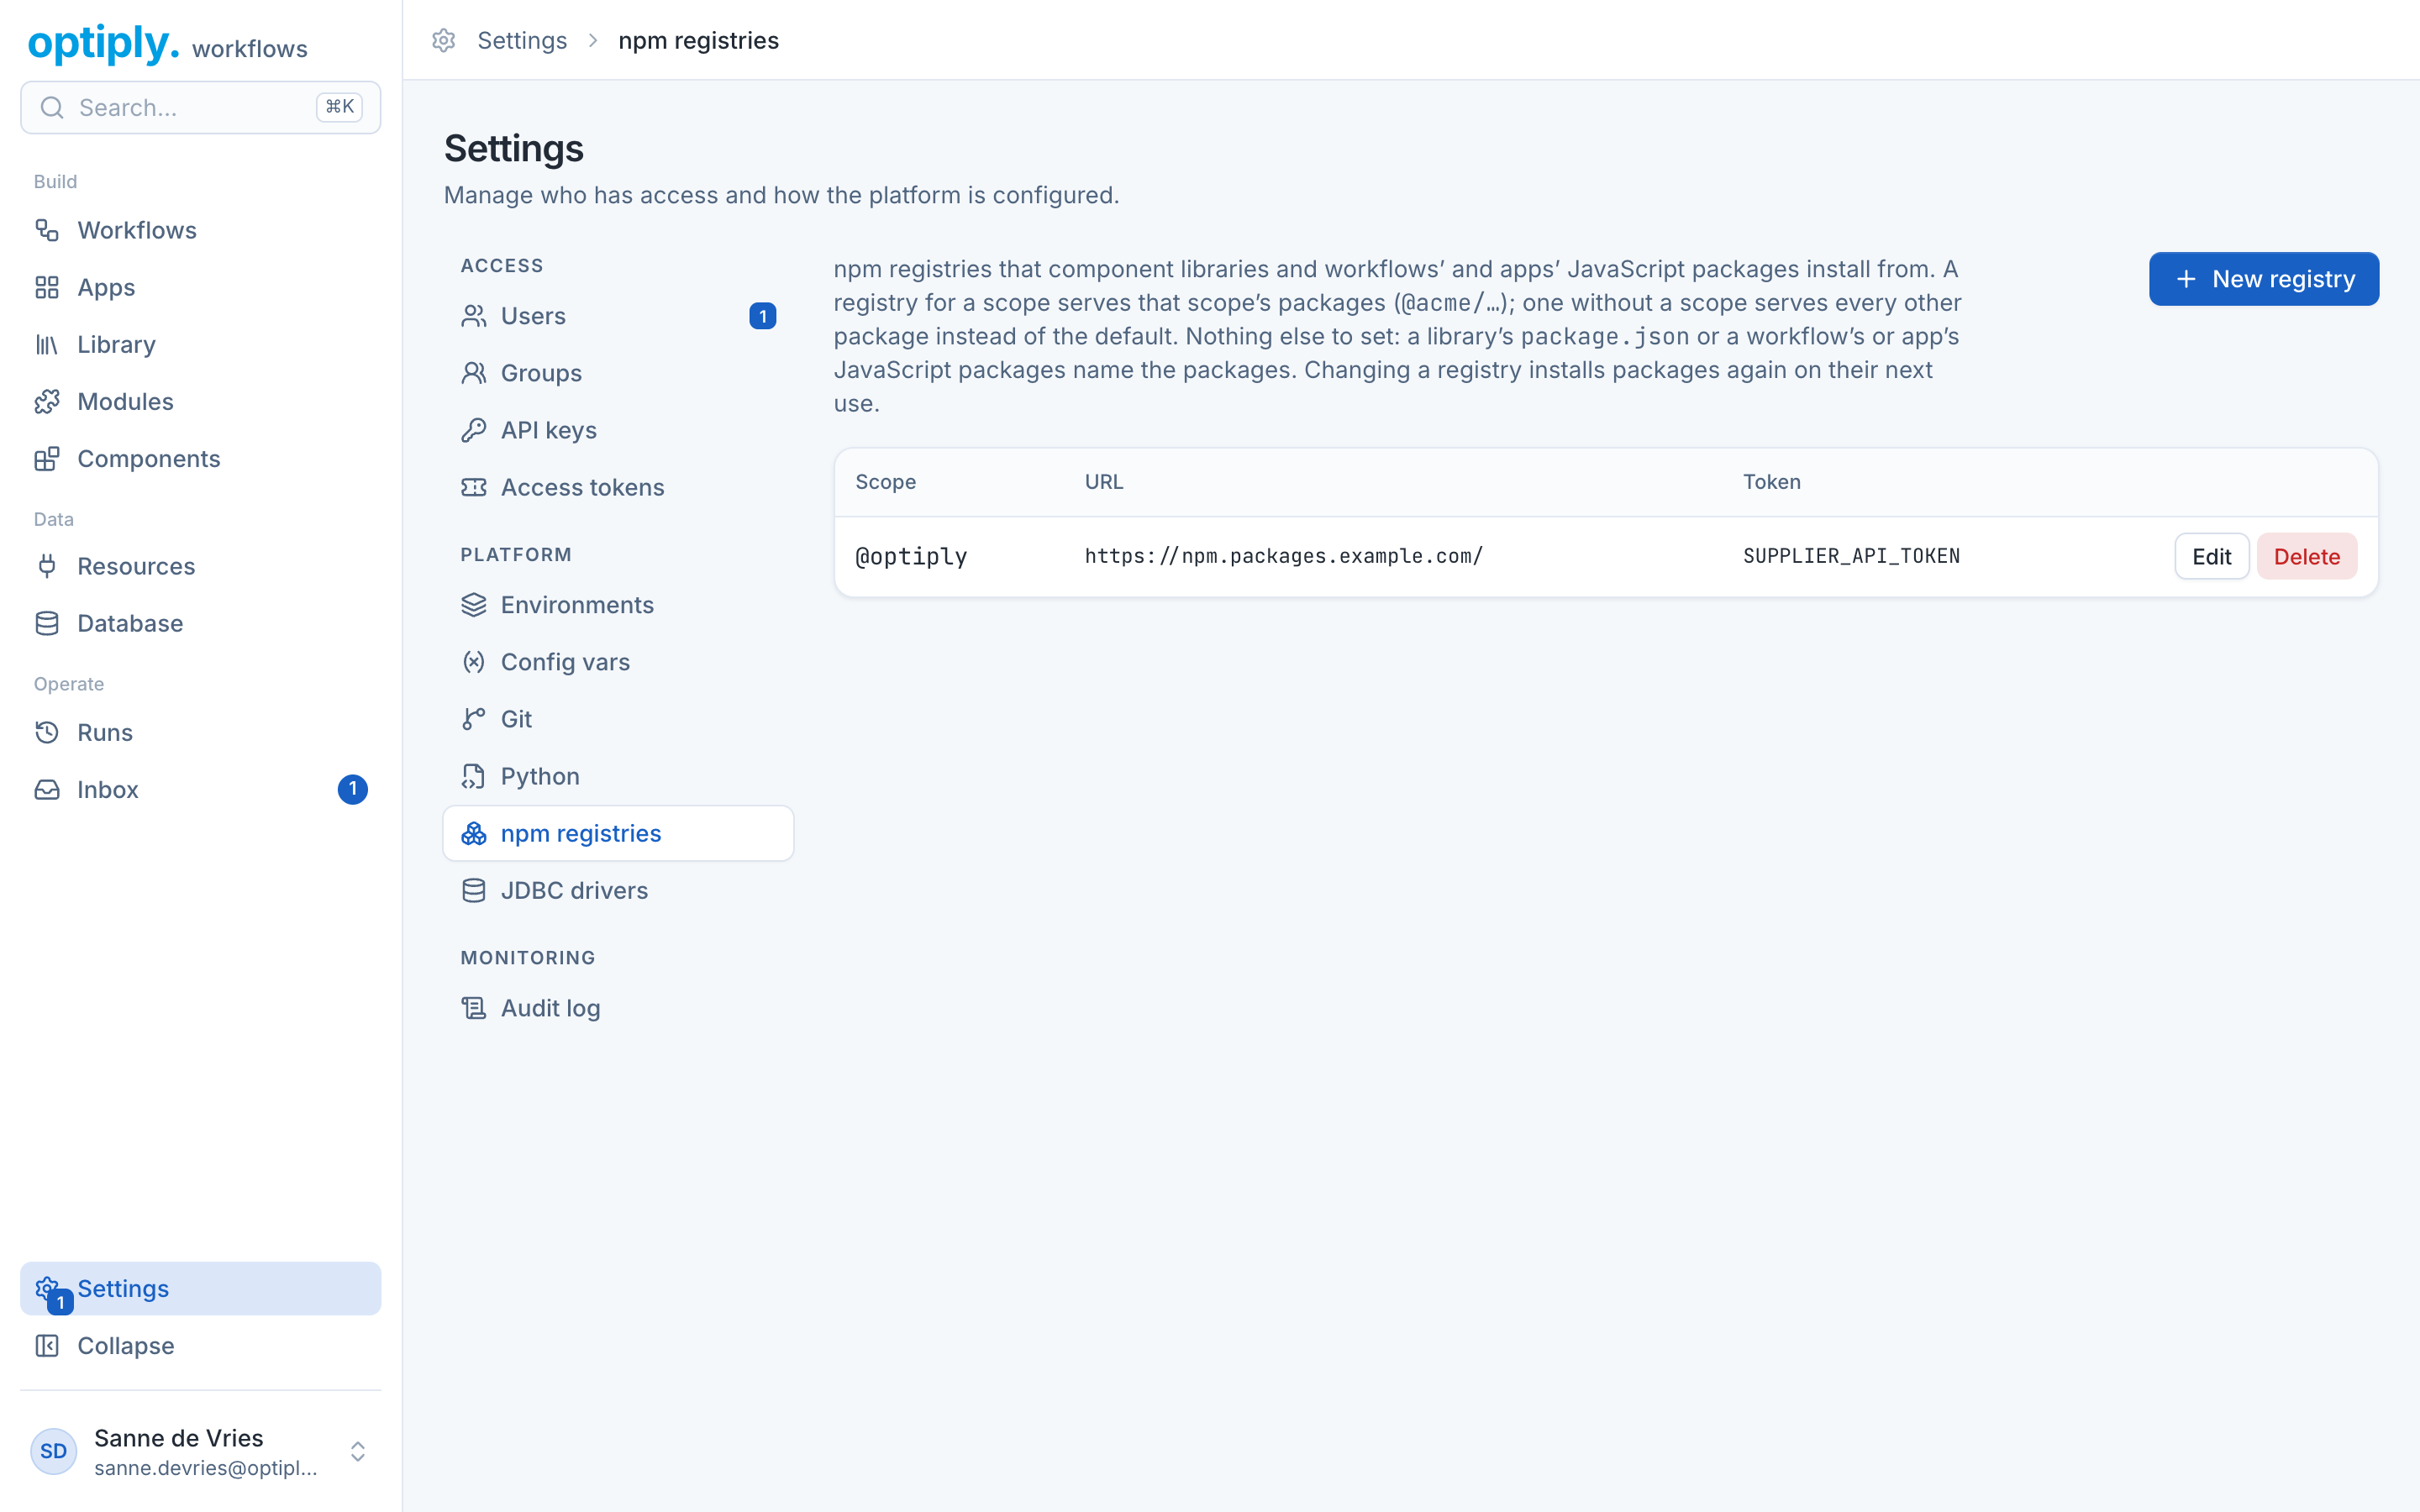 optiply. workflows
Search... ⌘K
Build
Workflows
Apps
Library
Modules
Components
Data
Resources
Database
Operate
Runs
Inbox 1
1 Settings
Collapse
SD Sanne de Vries
sanne.devries@optipl...
Settings > npm registries
Settings
Manage who has access and how the platform is configured.
ACCESS
Users 1
Groups
API keys
Access tokens
PLATFORM
Environments
Config vars
Git
Python
npm registries
JDBC drivers
MONITORING
Audit log
npm registries that component libraries and workflows’ and apps’ JavaScript packages install from. A
registry for a scope serves that scope’s packages (@acme/…); one without a scope serves every other
package instead of the default. Nothing else to set: a library’s package.json or a workflow’s or app’s
JavaScript packages name the packages. Changing a registry installs packages again on their next
use.
+ New registry
Scope URL Token
@optiply https://npm.packages.example.com/ SUPPLIER_API_TOKEN Edit Delete